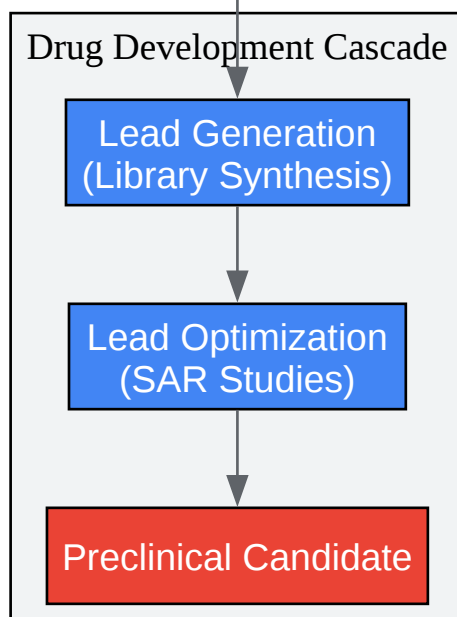 Drug Development Cascade
Lead Generation
(Library Synthesis)
Lead Optimization
(SAR Studies)
Preclinical Candidate